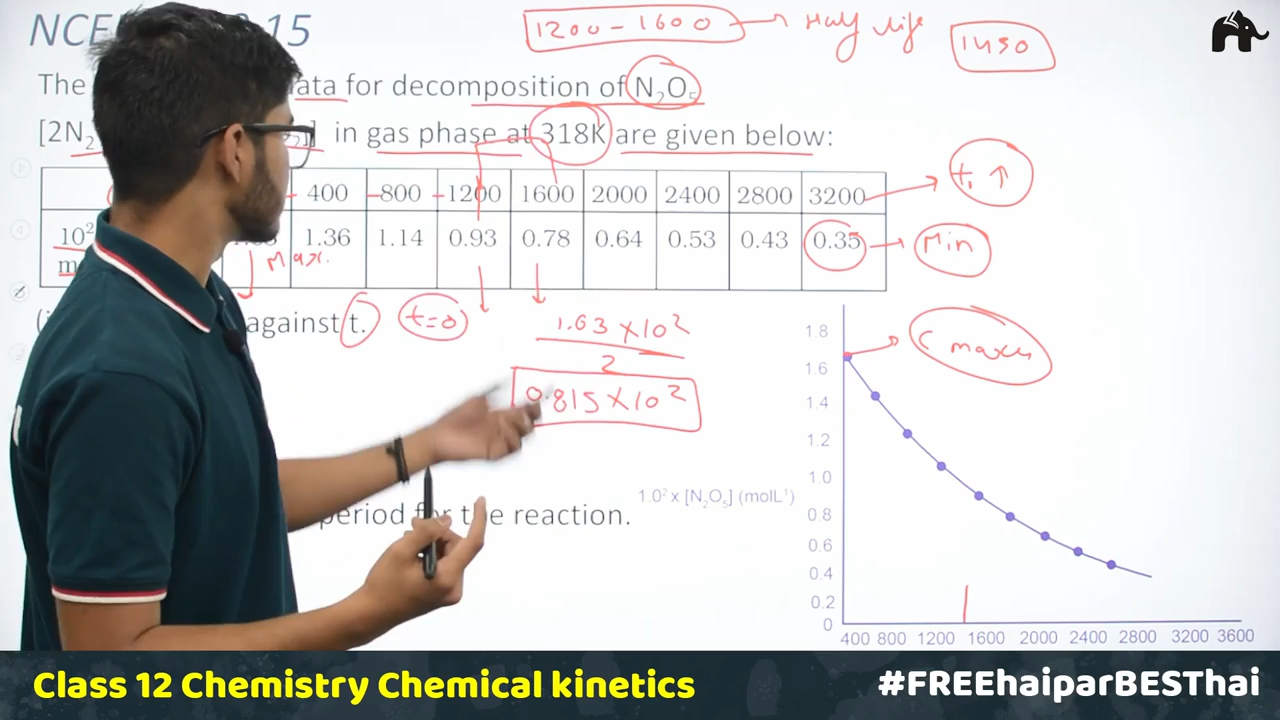 NCE 15
1200-1600 → Half life 1450
The ata for decomposition of N₂O₅
[2N₂ ₂] in gas phase at 318K are given below:
400 800 1200 1600 2000 2400 2800 3200 → t, ↑
10² 1.36 1.14 0.93 0.78 0.64 0.53 0.43 0.35 → Min
m Max.
against t. t=0
1.63 × 10²
2
0.815 × 10²
C maxm
period for the reaction.
1.0² x [N₂O₅] (molL¹)
1.8
1.6
1.4
1.2
1.0
0.8
0.6
0.4
0.2
0
400 800 1200 1600 2000 2400 2800 3200 3600
Class 12 Chemistry Chemical kinetics
#FREEhaiparBESThai